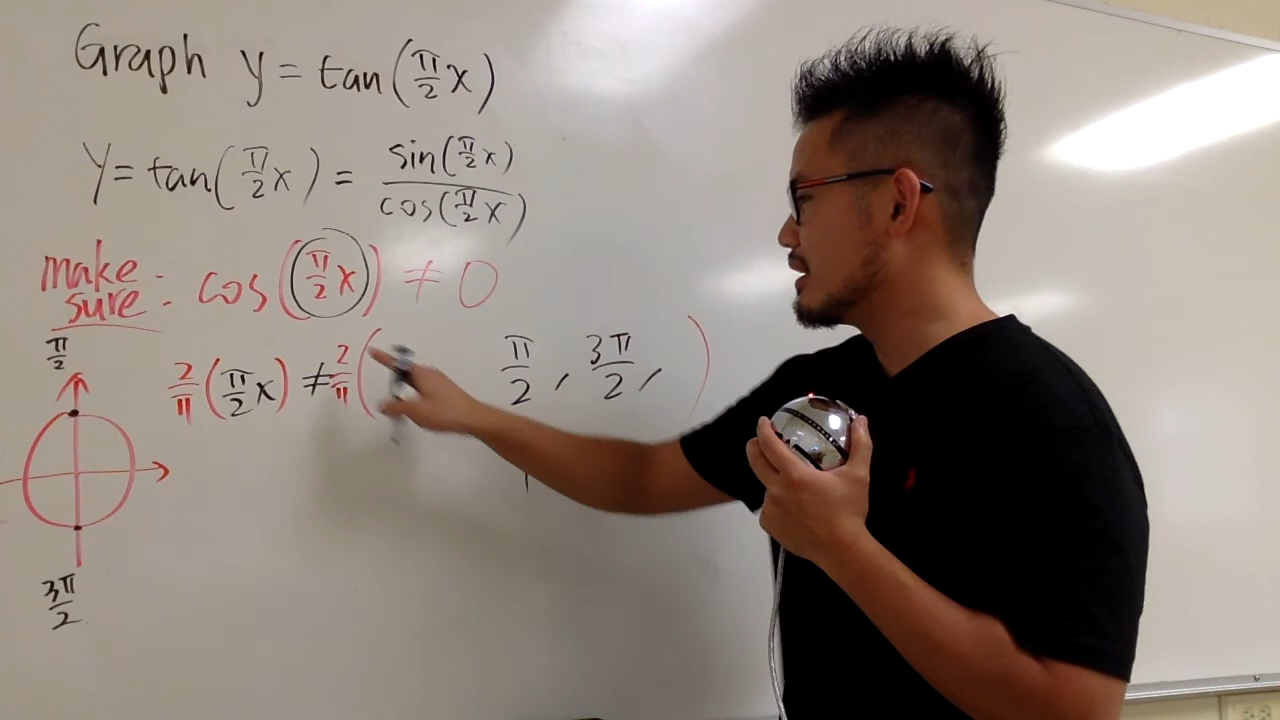 Graph y = tan(π/2 x)
y = tan(π/2 x) = sin(π/2 x)/cos(π/2 x)
make sure: cos(π/2 x) ≠ 0
π/2
2/π (π/2 x) ≠ 2/π ( π/2, 3π/2, )
3π/2